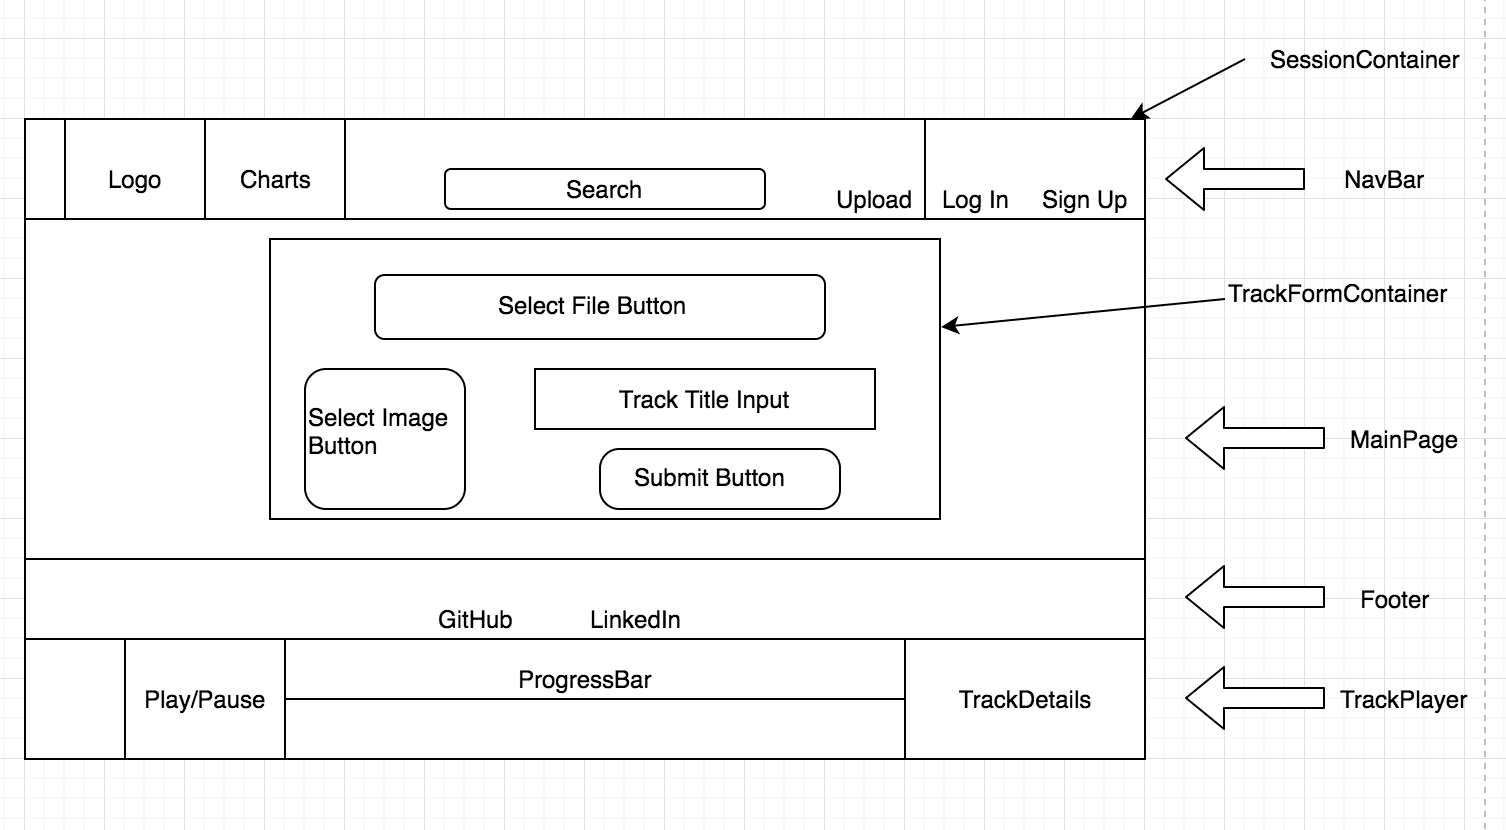 SessionContainer
Logo
Charts
Search
Upload
Log In
Sign Up
NavBar
Select File Button
TrackFormContainer
Select Image
Button
Track Title Input
Submit Button
MainPage
GitHub
LinkedIn
Footer
Play/Pause
ProgressBar
TrackDetails
TrackPlayer